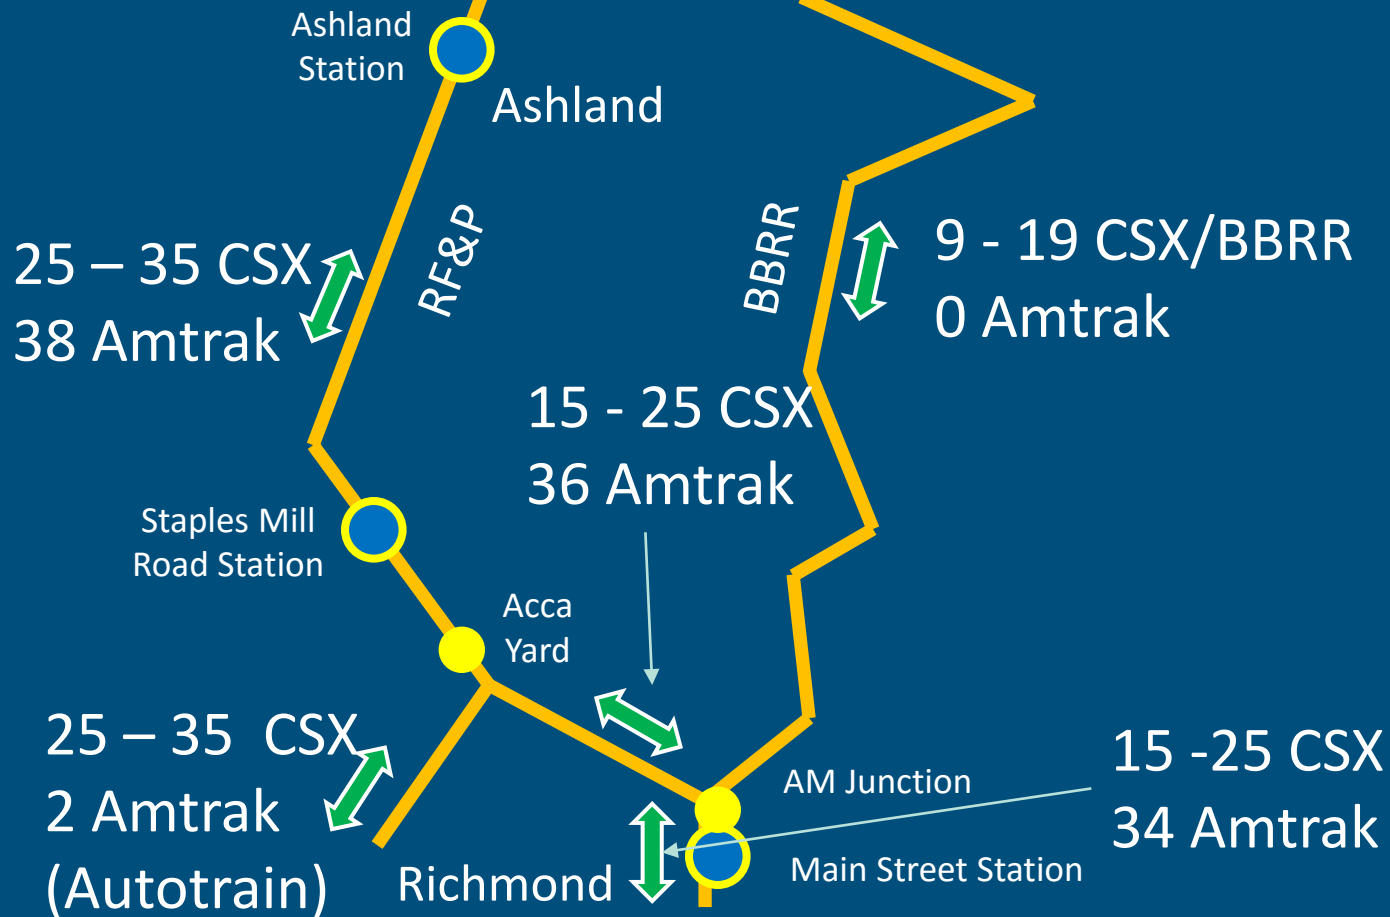 Ashland
Station
Ashland
RF&P
BBRR
25 – 35 CSX
38 Amtrak
9 - 19 CSX/BBRR
0 Amtrak
15 - 25 CSX
36 Amtrak
Staples Mill
Road Station
Acca
Yard
25 – 35  CSX
2 Amtrak
(Autotrain)
AM Junction
15 -25 CSX
34 Amtrak
Richmond
Main Street Station